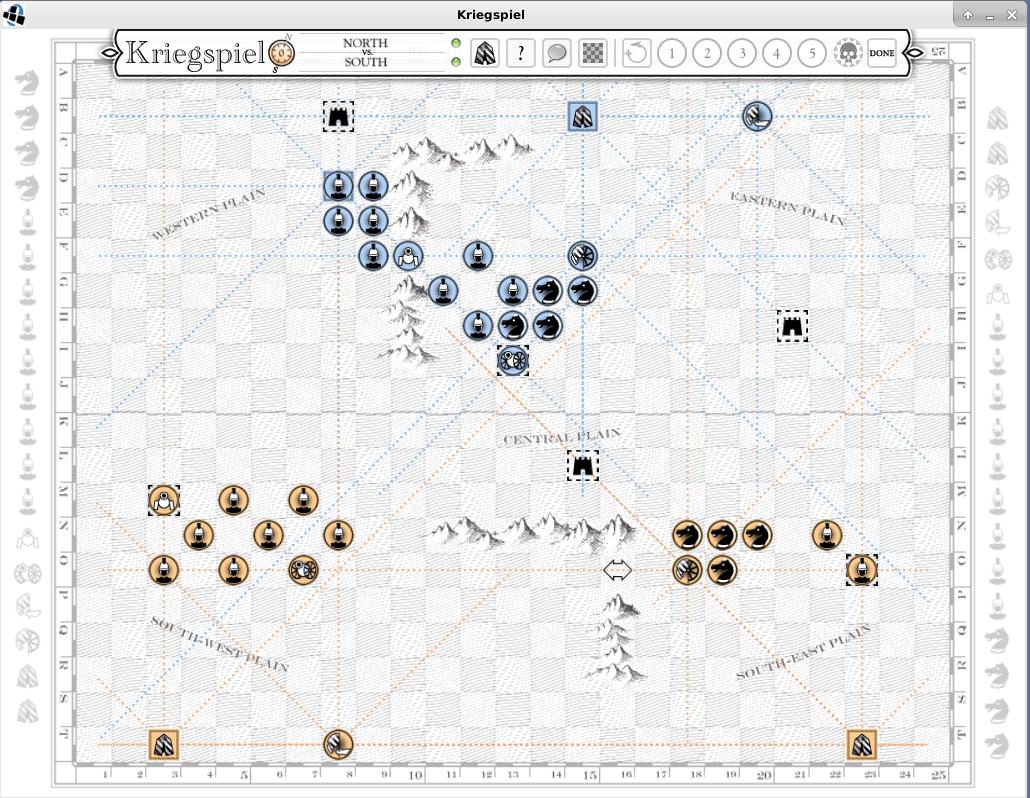 Kriegspiel
Kriegspiel N 0 S
NORTH
vs.
SOUTH
? 1 2 3 4 5 DONE
25
A A
B B
C C
D D
E E
F F
G G
H H
I I
J J
K K
L L
M M
N N
O O
P P
Q Q
R R
S S
T T
WESTERN PLAIN
EASTERN PLAIN
CENTRAL PLAIN
SOUTH-WEST PLAIN
SOUTH-EAST PLAIN
1 2 3 4 5 6 7 8 9 10 11 12 13 14 15 16 17 18 19 20 21 22 23 24 25